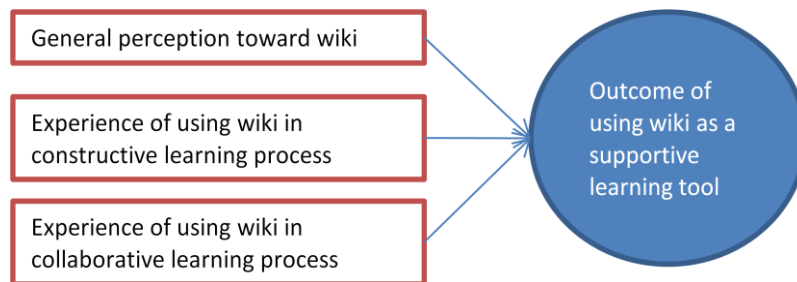 General perception toward wiki
Experience of using wiki in
constructive learning process
Experience of using wiki in
collaborative learning process
Outcome of
using wiki as a
supportive
learning tool